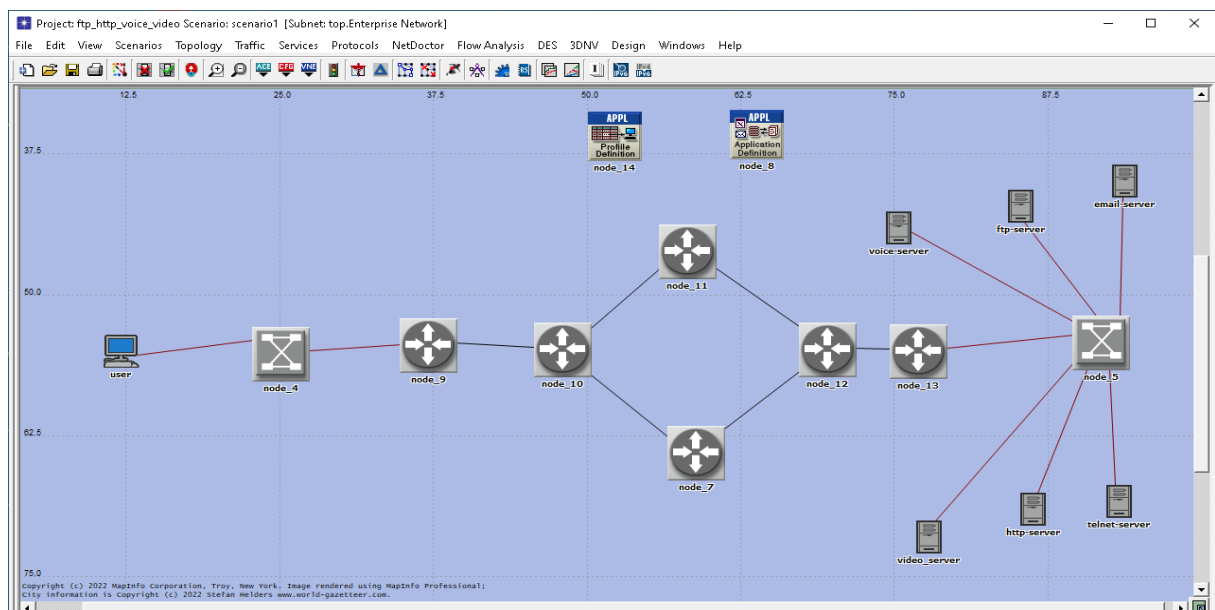 Project: ftp_http_voice_video Scenario: scenario1 [Subnet: top.Enterprise Network]
File Edit View Scenarios Topology Traffic Services Protocols NetDoctor Flow Analysis DES 3DNV Design Windows Help
12.5 25.0 37.5 50.0 62.5 75.0 87.5
APPL
Profile
Definition
node_14
APPL
Application
Definition
node_8
37.5
email-server
ftp-server
voice-server
node_11
50.0
user
node_4
node_9
node_10
node_12
node_13
node_5
62.5
node_7
telnet-server
http-server
video_server
75.0
Copyright (c) 2022 MapInfo Corporation, Troy, New York. Image rendered using MapInfo Professional;
City information is Copyright (c) 2022 Stefan Helders www.world-gazetteer.com.